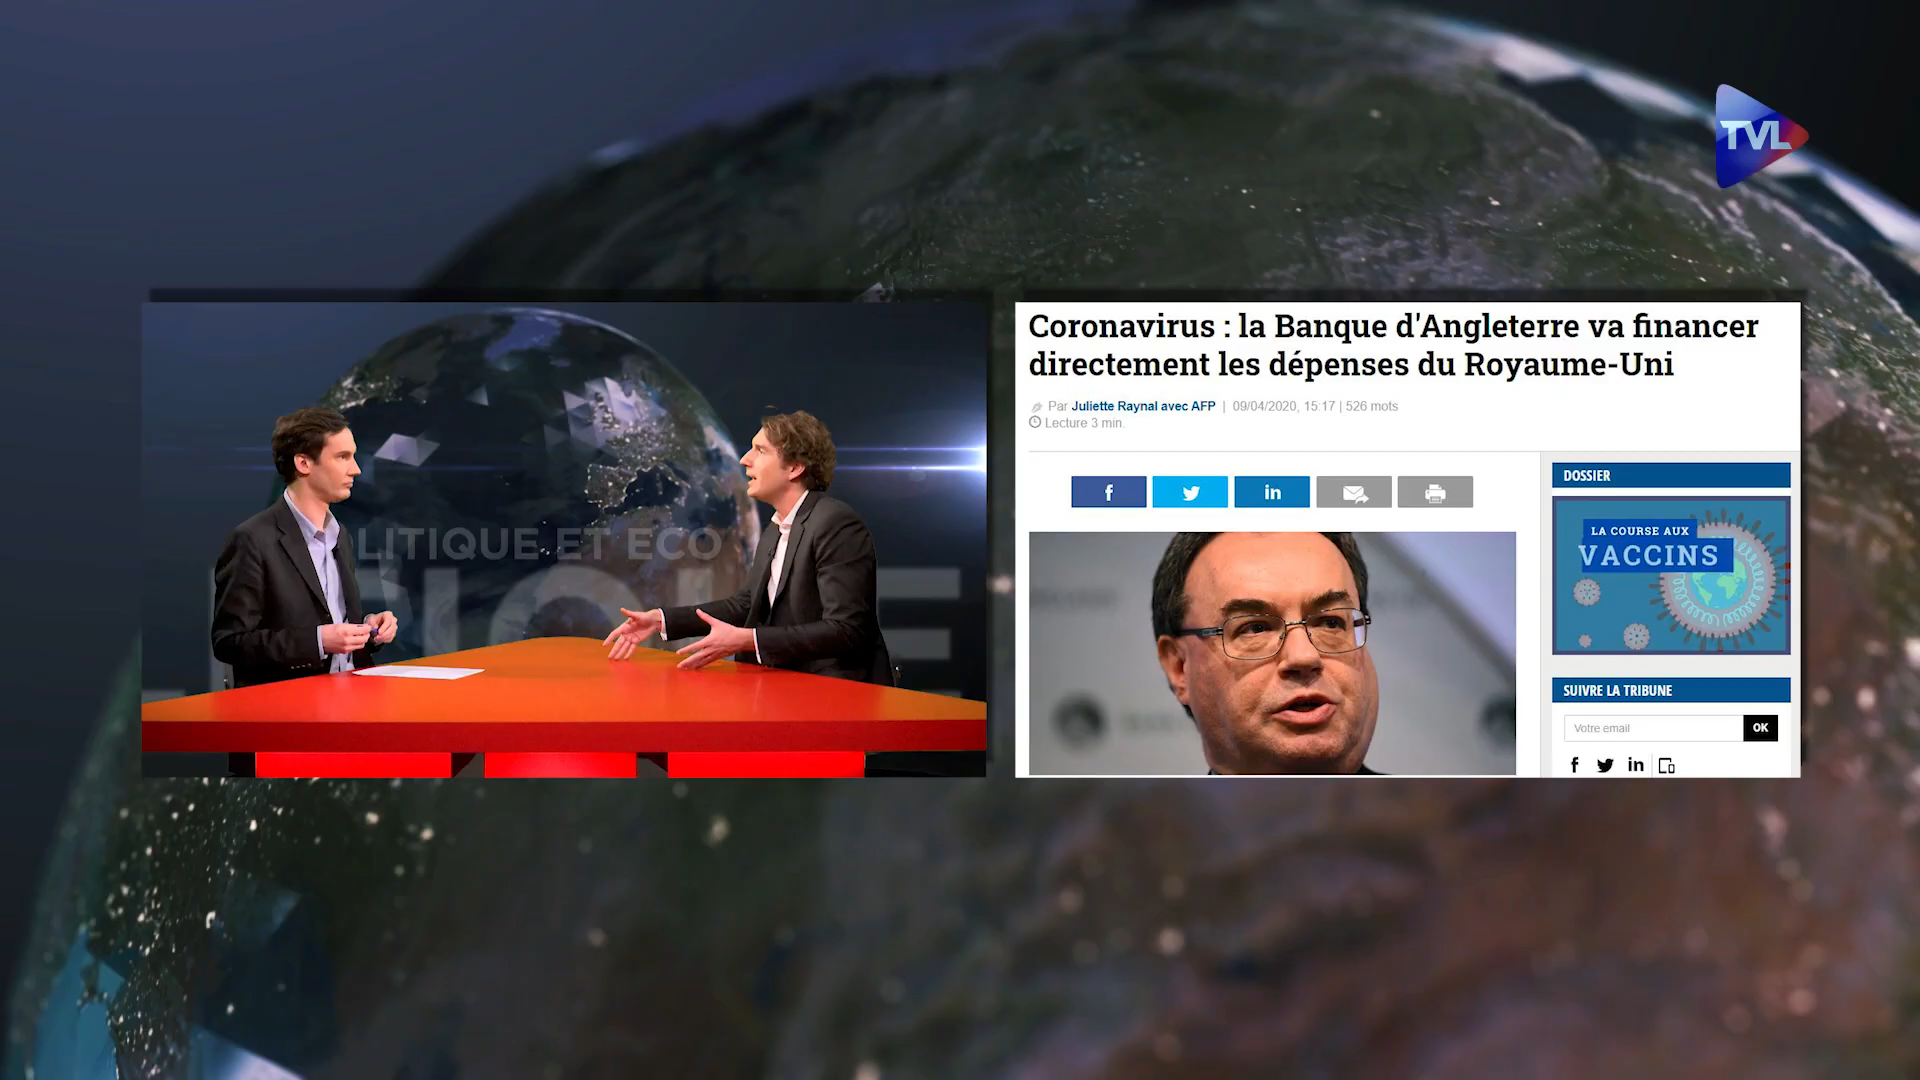 TVL
LITIQUE ET ECO
Coronavirus : la Banque d'Angleterre va financer
directement les dépenses du Royaume-Uni
Par Juliette Raynal avec AFP | 09/04/2020, 15:17 | 526 mots
Lecture 3 min.
f
in
DOSSIER
LA COURSE AUX
VACCINS
SUIVRE LA TRIBUNE
Votre email
OK
f in